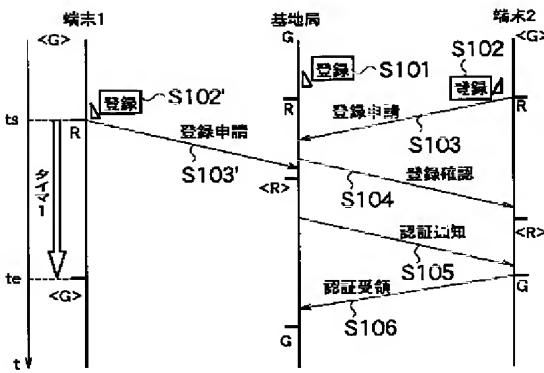 端末1
基地局
端末2
<G>
G
<G>
登録
S102'
登録
S101
S102
登録
R
R
ts
R
登録申請
登録申請
S103
S103'
登録確認
<R>
S104
タイマー
認証通知
<R>
S105
te
<G>
認証受領
G
S106
G
t